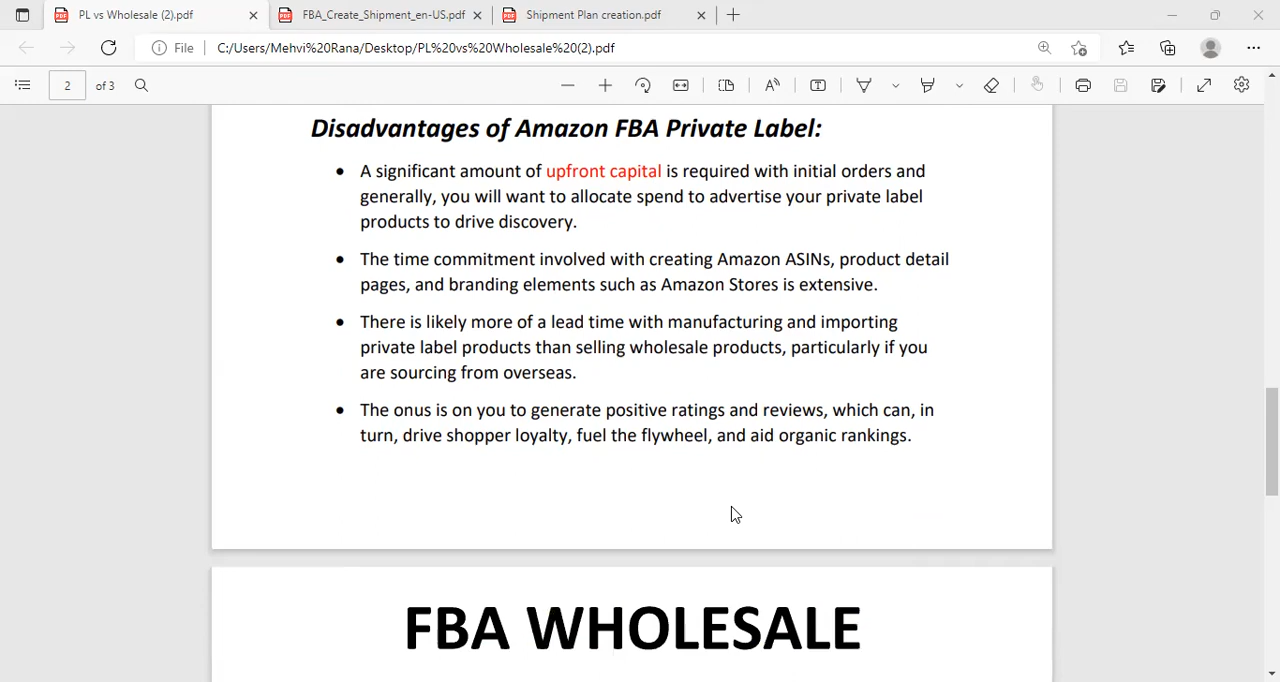 PL vs Wholesale (2).pdf
FBA_Create_Shipment_en-US.pdf
Shipment Plan creation.pdf
File
C:/Users/Mehvi%20Rana/Desktop/PL%20vs%20Wholesale%20(2).pdf
2 of 3
Disadvantages of Amazon FBA Private Label:
• A significant amount of upfront capital is required with initial orders and
generally, you will want to allocate spend to advertise your private label
products to drive discovery.
• The time commitment involved with creating Amazon ASINs, product detail
pages, and branding elements such as Amazon Stores is extensive.
• There is likely more of a lead time with manufacturing and importing
private label products than selling wholesale products, particularly if you
are sourcing from overseas.
• The onus is on you to generate positive ratings and reviews, which can, in
turn, drive shopper loyalty, fuel the flywheel, and aid organic rankings.
FBA WHOLESALE